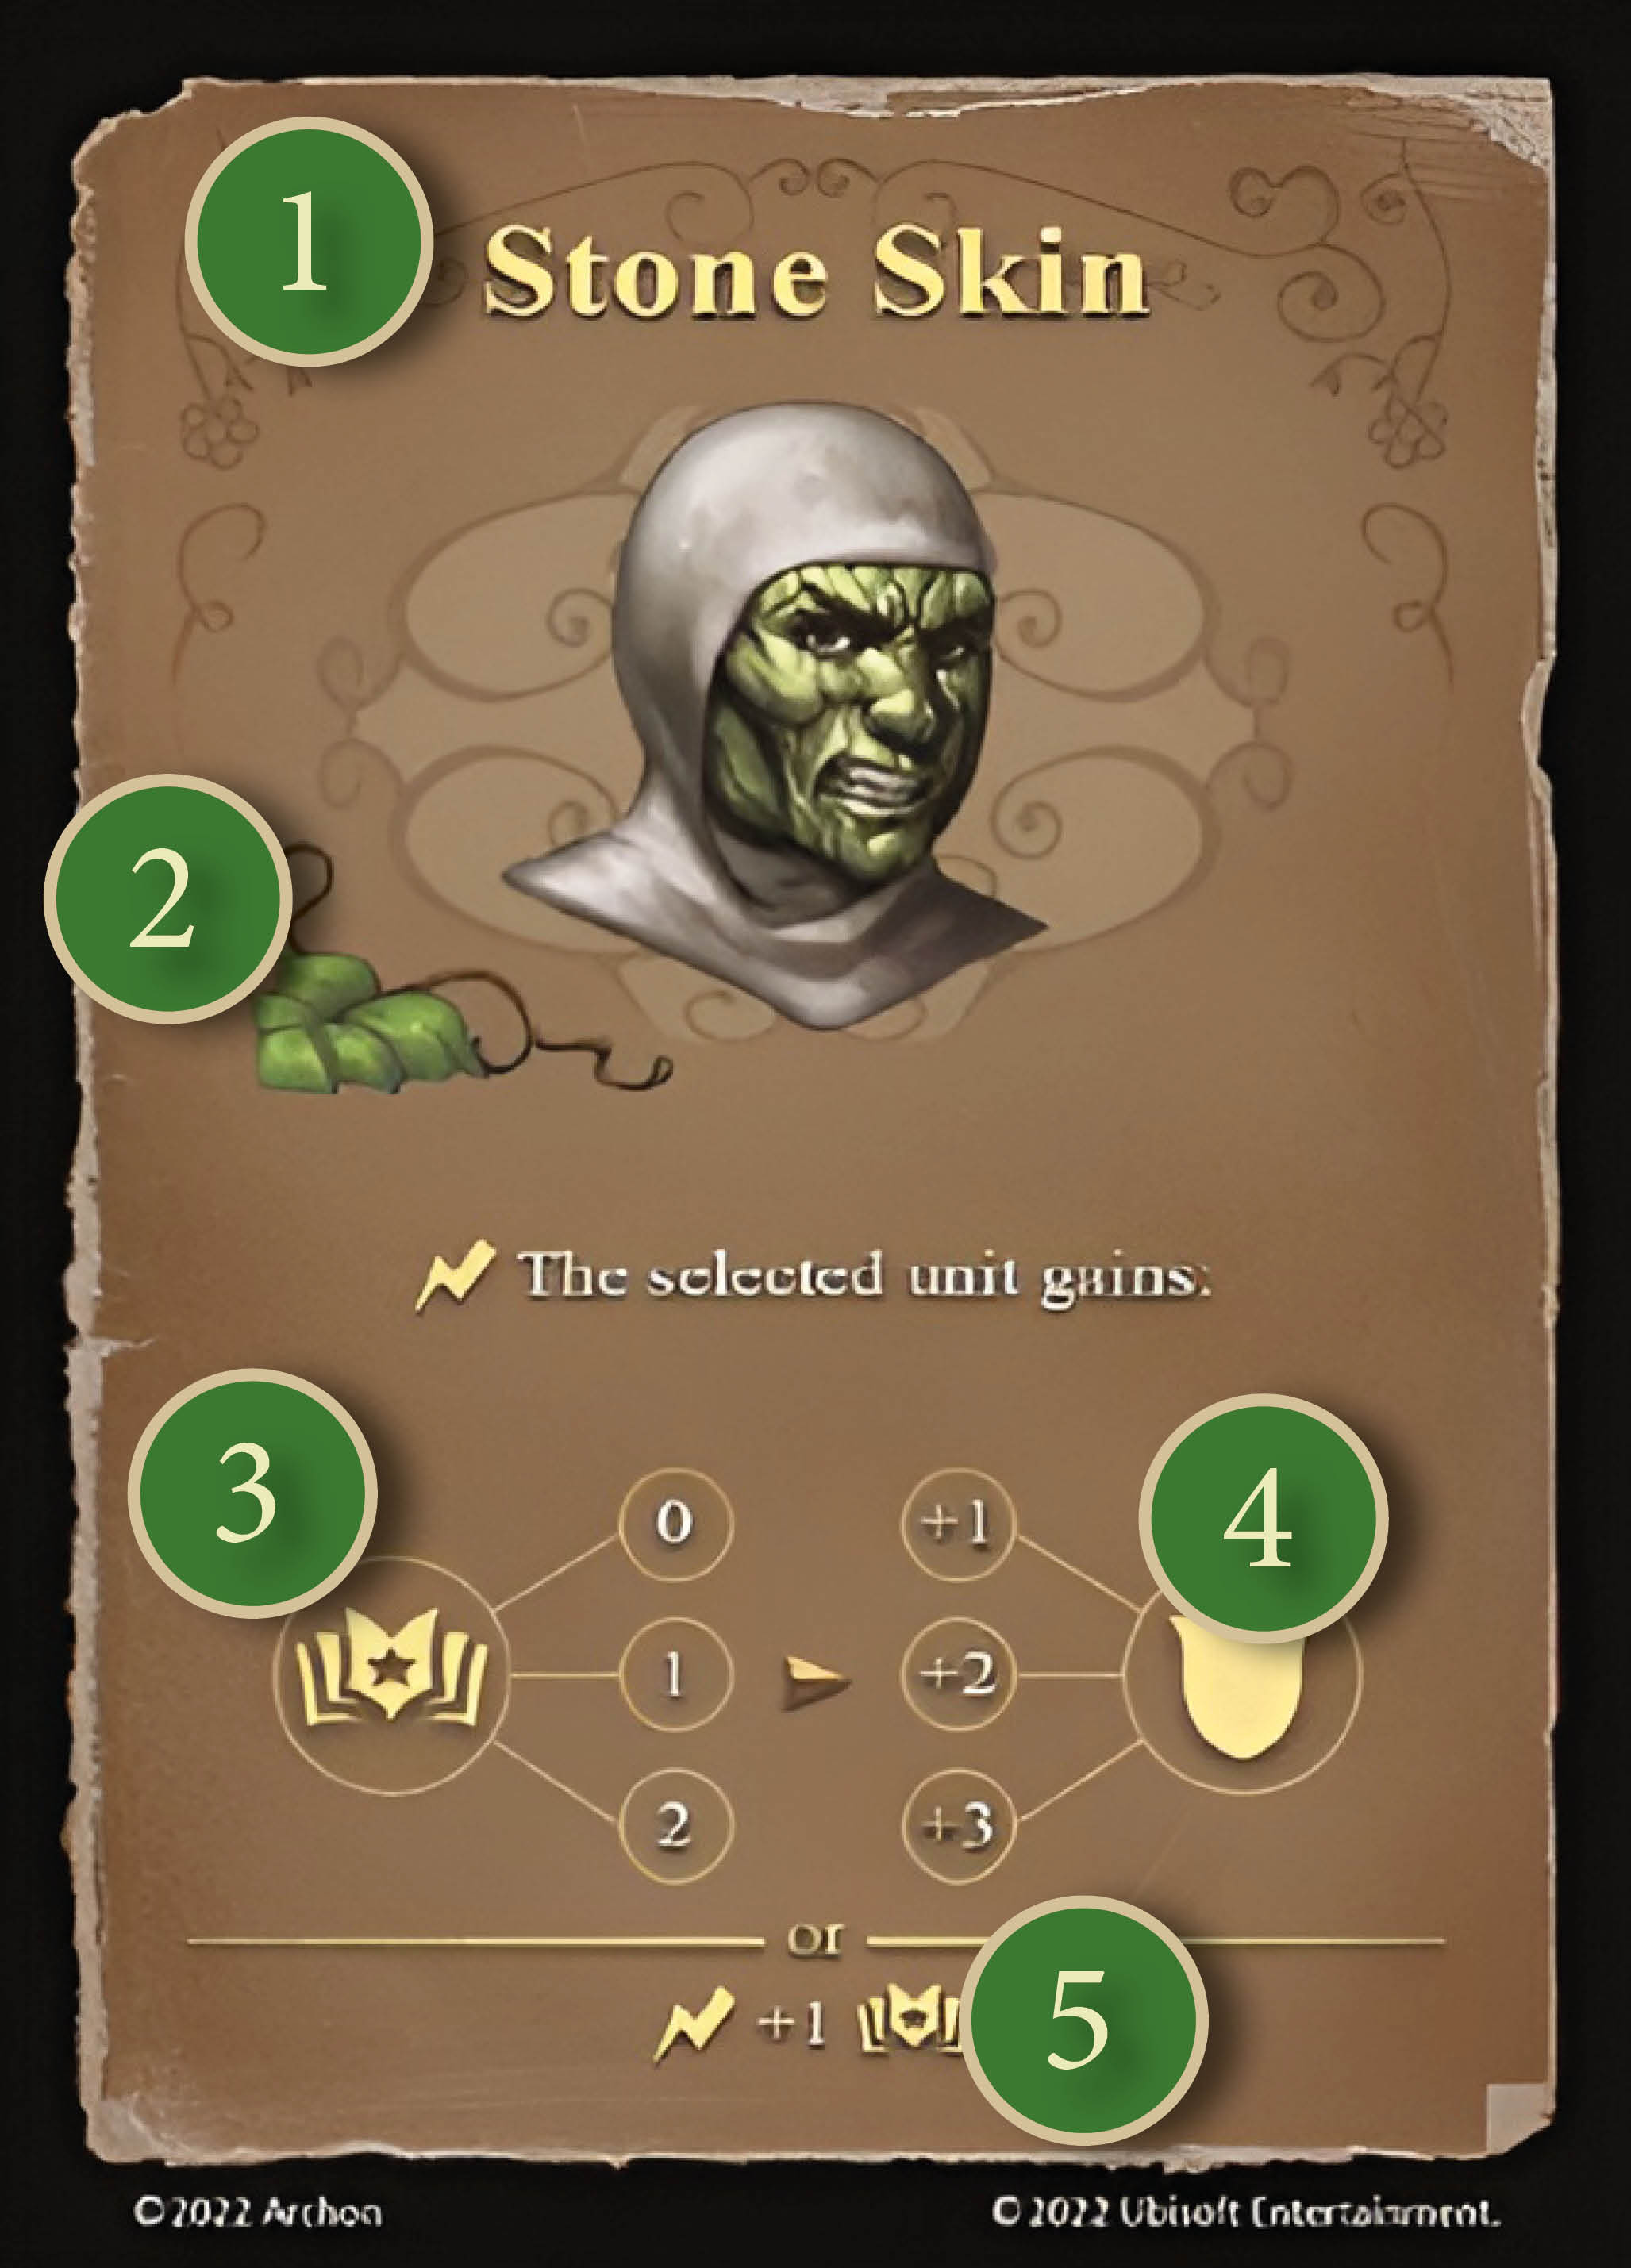 1
Stone Skin
2
The selected unit gains:
3
4
0 +1
1 +2
2 +3
or
+1
5
©2022 Archon
© 2022 Ubisoft Entertainment.